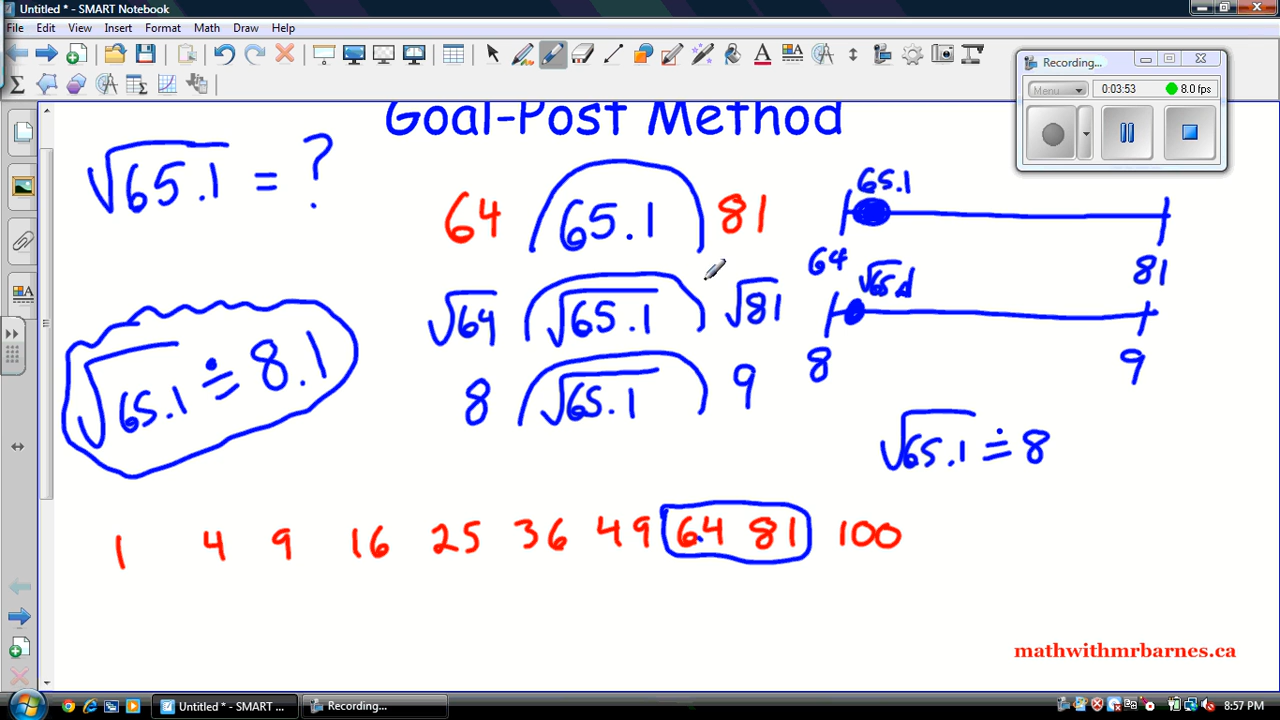 Untitled * - SMART Notebook
File Edit View Insert Format Math Draw Help
Recording...
Menu
0:03:53
8.0 fps
Goal-Post Method
√65.1 = ?
64 65.1 81
√64 √65.1 √81
8 √65.1 9
65.1
64 81
√65.1
8 9
√65.1 ≐ 8.1
√65.1 ≐ 8
1 4 9 16 25 36 49 64 81 100
mathwithmrbarnes.ca
Untitled * - SMART ...
Recording...
8:57 PM